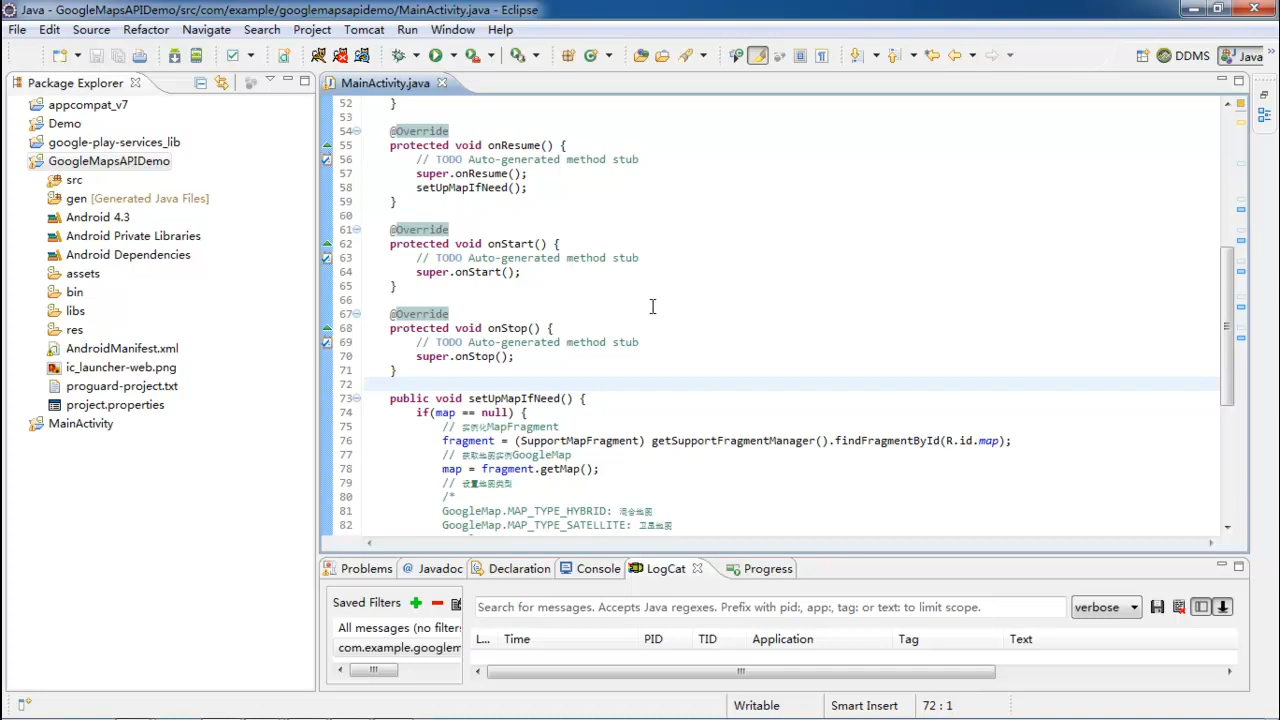 Java - GoogleMapsAPIDemo/src/com/example/googlemapsapidemo/MainActivity.java - Eclipse
File Edit Source Refactor Navigate Search Project Tomcat Run Window Help
DDMS Java
Package Explorer
appcompat_v7
Demo
google-play-services_lib
GoogleMapsAPIDemo
src
gen [Generated Java Files]
Android 4.3
Android Private Libraries
Android Dependencies
assets
bin
libs
res
AndroidManifest.xml
ic_launcher-web.png
proguard-project.txt
project.properties
MainActivity
MainActivity.java
52 }
53
54 @Override
55 protected void onResume() {
56 // TODO Auto-generated method stub
57 super.onResume();
58 setUpMapIfNeed();
59 }
60
61 @Override
62 protected void onStart() {
63 // TODO Auto-generated method stub
64 super.onStart();
65 }
66
67 @Override
68 protected void onStop() {
69 // TODO Auto-generated method stub
70 super.onStop();
71 }
72
73 public void setUpMapIfNeed() {
74 if(map == null) {
75 // 实例化MapFragment
76 fragment = (SupportMapFragment) getSupportFragmentManager().findFragmentById(R.id.map);
77 // 获取地图实例GoogleMap
78 map = fragment.getMap();
79 // 设置地图类型
80 /*
81 GoogleMap.MAP_TYPE_HYBRID: 混合地图
82 GoogleMap.MAP_TYPE_SATELLITE: 卫星地图
Problems @ Javadoc Declaration Console LogCat Progress
Saved Filters
Search for messages. Accepts Java regexes. Prefix with pid:, app:, tag: or text: to limit scope.
verbose
All messages (no filters
com.example.googlem
L... Time PID TID Application Tag Text
Writable Smart Insert 72 : 1